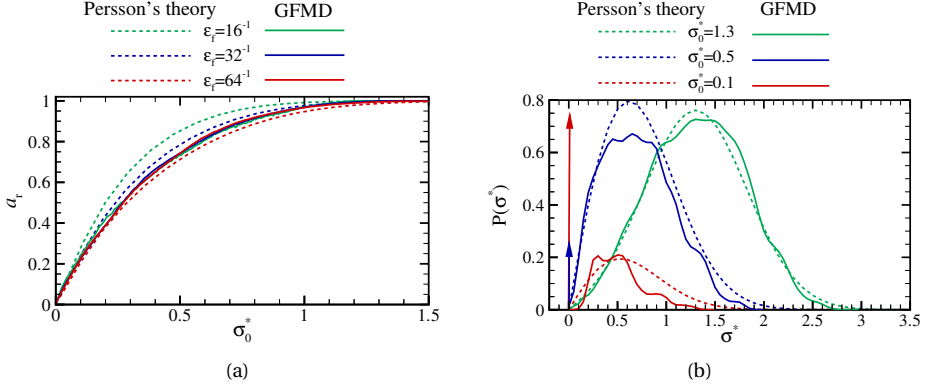 Persson's theory GFMD
ε_f=16^-1
ε_f=32^-1
ε_f=64^-1
1
0.8
0.6
0.4
0.2
0
a_r
0 0.5 1 1.5
σ_0^*
(a)
Persson's theory GFMD
σ_0^*=1.3
σ_0^*=0.5
σ_0^*=0.1
0.8
0.6
0.4
0.2
0
P(σ^*)
0 0.5 1 1.5 2 2.5 3 3.5
σ^*
(b)